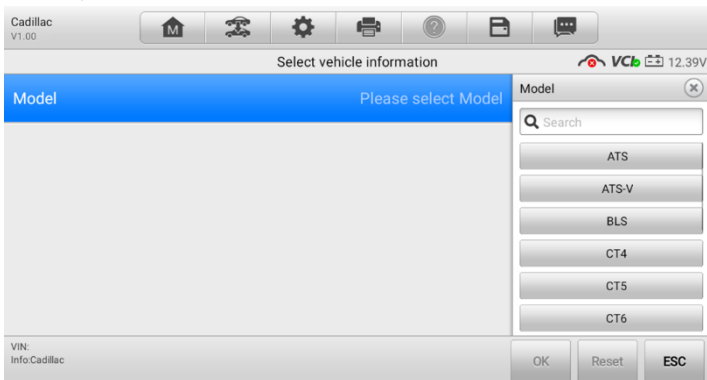 Cadillac
V1.00
M
Select vehicle information
VCI
12.39V
Model
Please select Model
Model
Search
ATS
ATS-V
BLS
CT4
CT5
CT6
VIN:
Info:Cadillac
OK
Reset
ESC